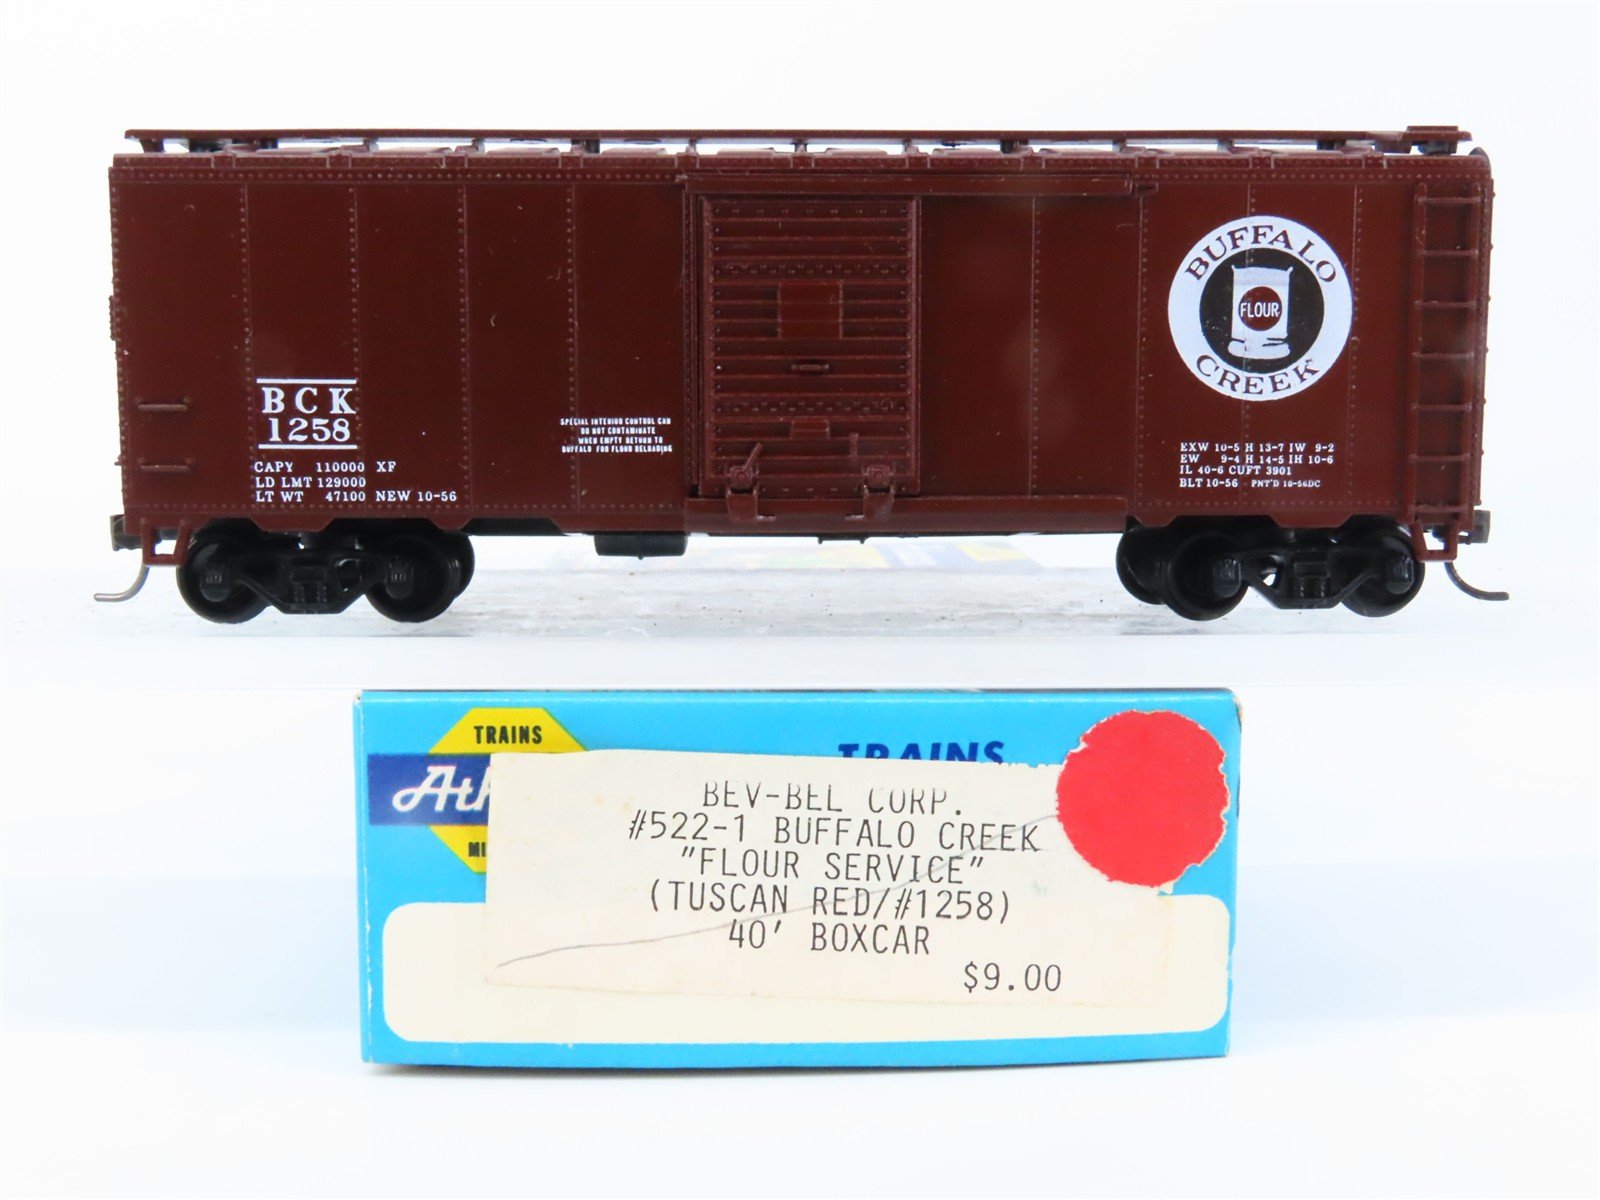 BUFFALO
FLOUR
CREEK
BCK
1258
CAPY 110000 XF
LD LMT 129000
LT WT 47100 NEW 10-56
SPECIAL INTERIOR CONTROL CAR
DO NOT CONTAMINATE
WHEN EMPTY RETURN TO
BUFFALO FOR FLOUR RELOADING
EXW 10-5 H 13-7 IW 9-2
EW 9-4 H 14-5 IH 10-6
IL 40-6 CUFT 3901
BLT 10-56 PNT'D 10-56DC
TRAINS
TRAINS
Ath
MI
BEV-BEL CORP.
#522-1 BUFFALO CREEK
"FLOUR SERVICE"
(TUSCAN RED/#1258)
40' BOXCAR
$9.00